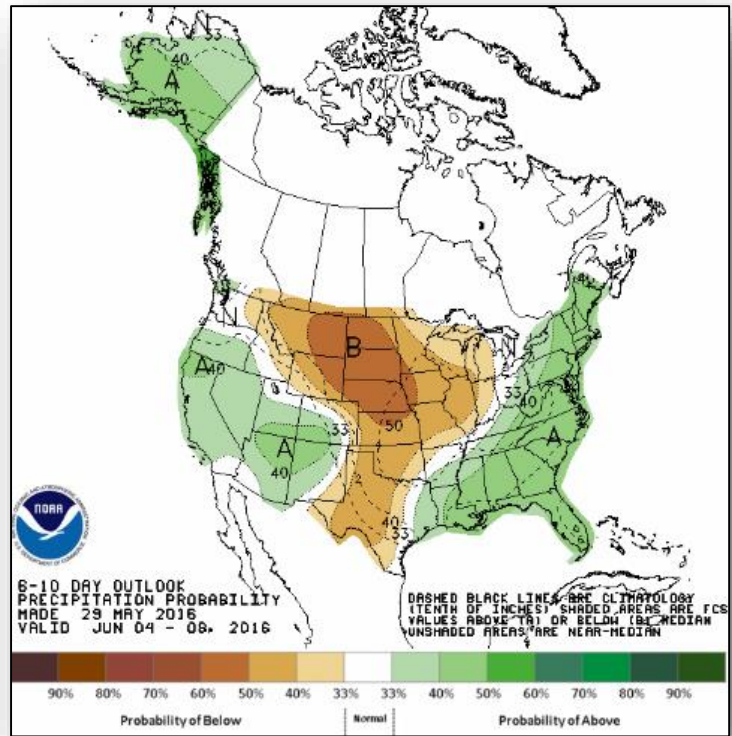 N
33
40
A
N
B
N
A
40
33
40
33
50
A
A
40
40
33
NOAA
6-10 DAY OUTLOOK
PRECIPITATION PROBABILITY
MADE 29 MAY 2016
VALID JUN 04 - 08, 2016
DASHED BLACK LINES ARE CLIMATOLOGY
(TENTH OF INCHES) SHADED AREAS ARE FCST
VALUES ABOVE (A) OR BELOW (B) MEDIAN
UNSHADED AREAS ARE NEAR-MEDIAN
90% 80% 70% 60% 50% 40% 33% 33% 40% 50% 60% 70% 80% 90%
Probability of Below Normal Probability of Above